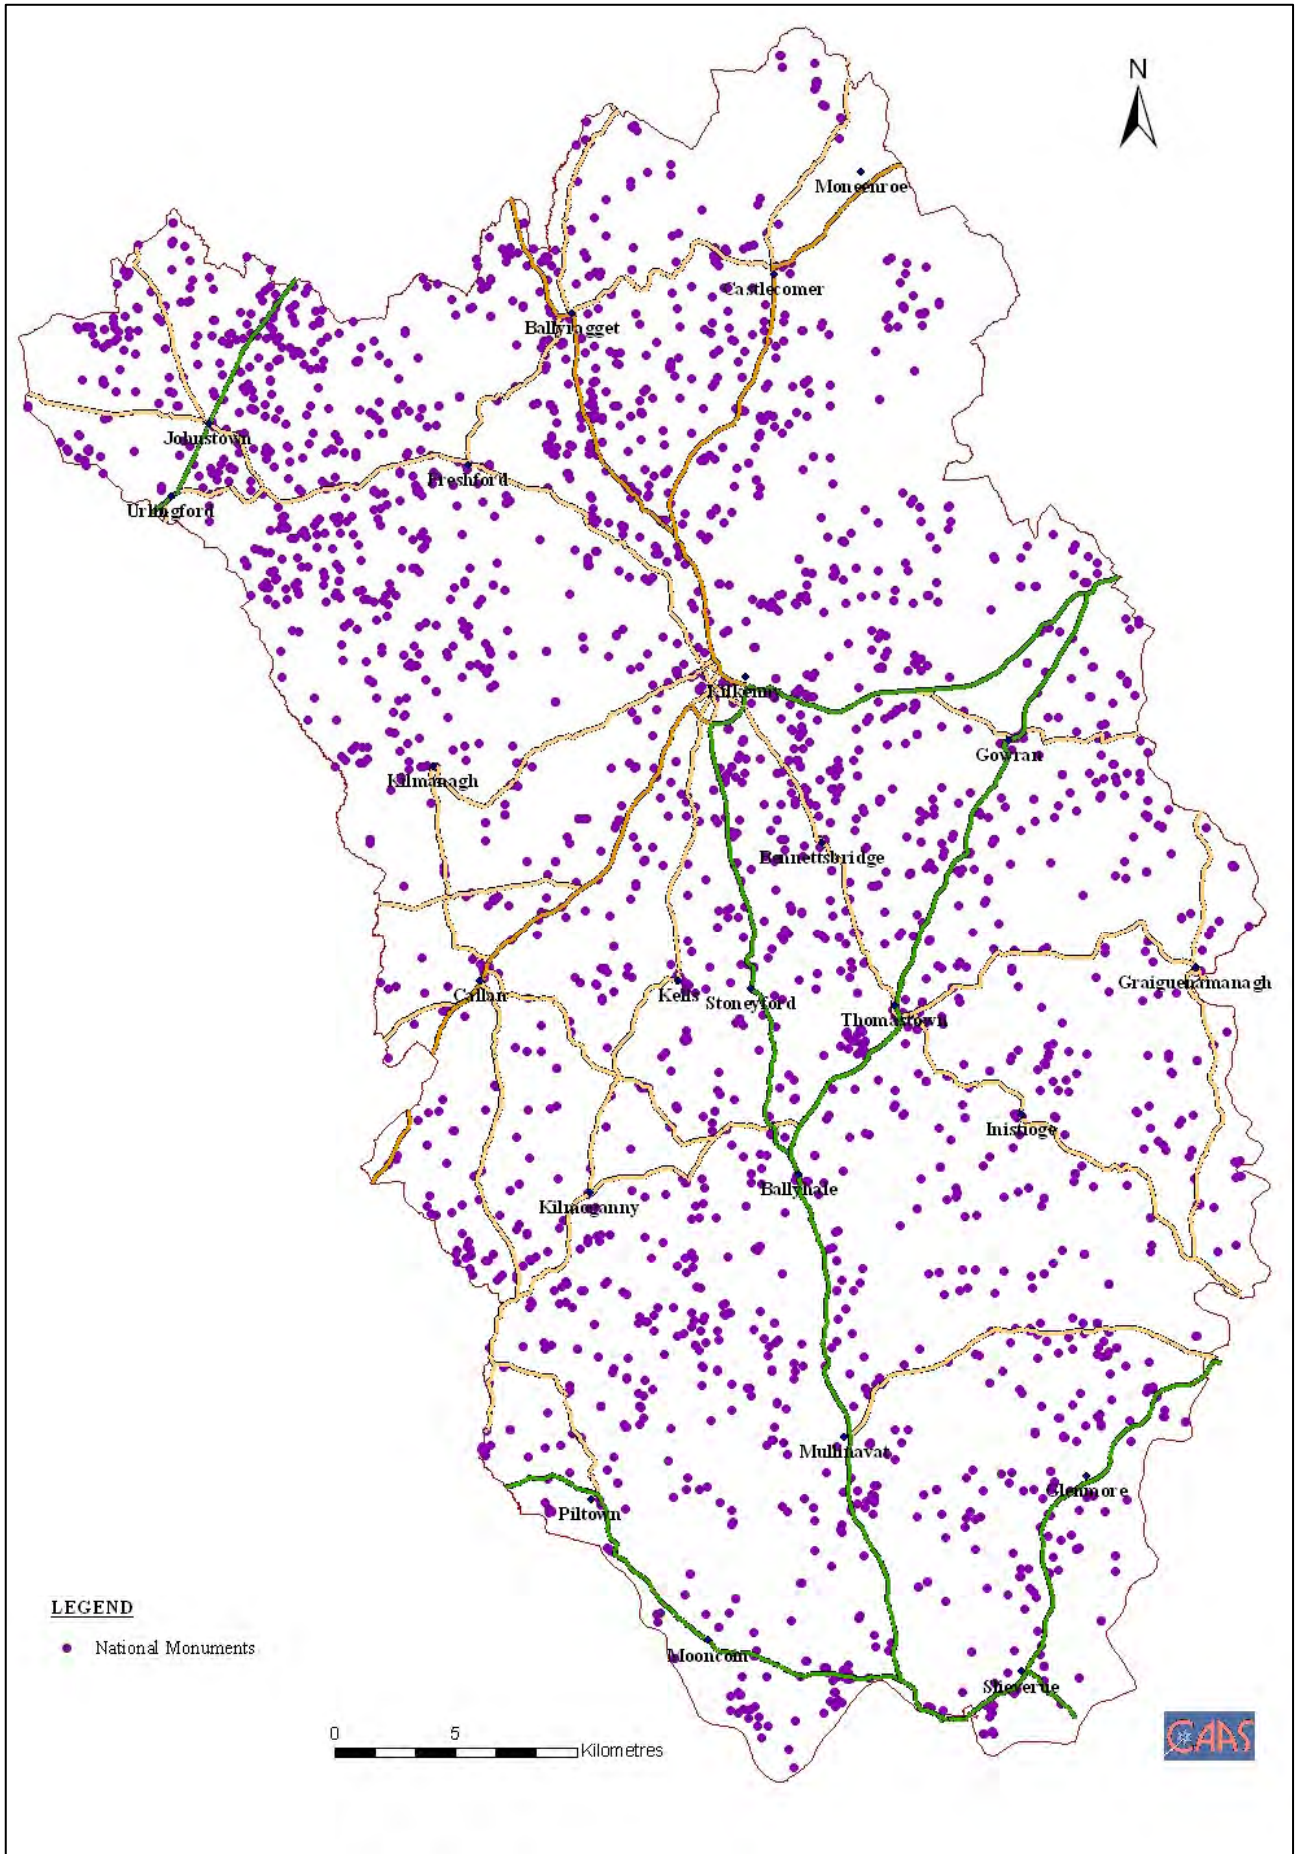 N
Moneenroe
Castlecomer
Ballyragget
Johnstown
Freshford
Urlingford
Kilkenny
Gowran
Kilmanagh
Bennettsbridge
Graiguenamanagh
Callan
Kells
Stoneyford
Thomastown
Inistioge
Ballyhale
Kilmoganny
Mullinavat
Glenmore
Piltown
LEGEND
National Monuments
Mooncoin
Slieverue
0 5
Kilometres
CAAS